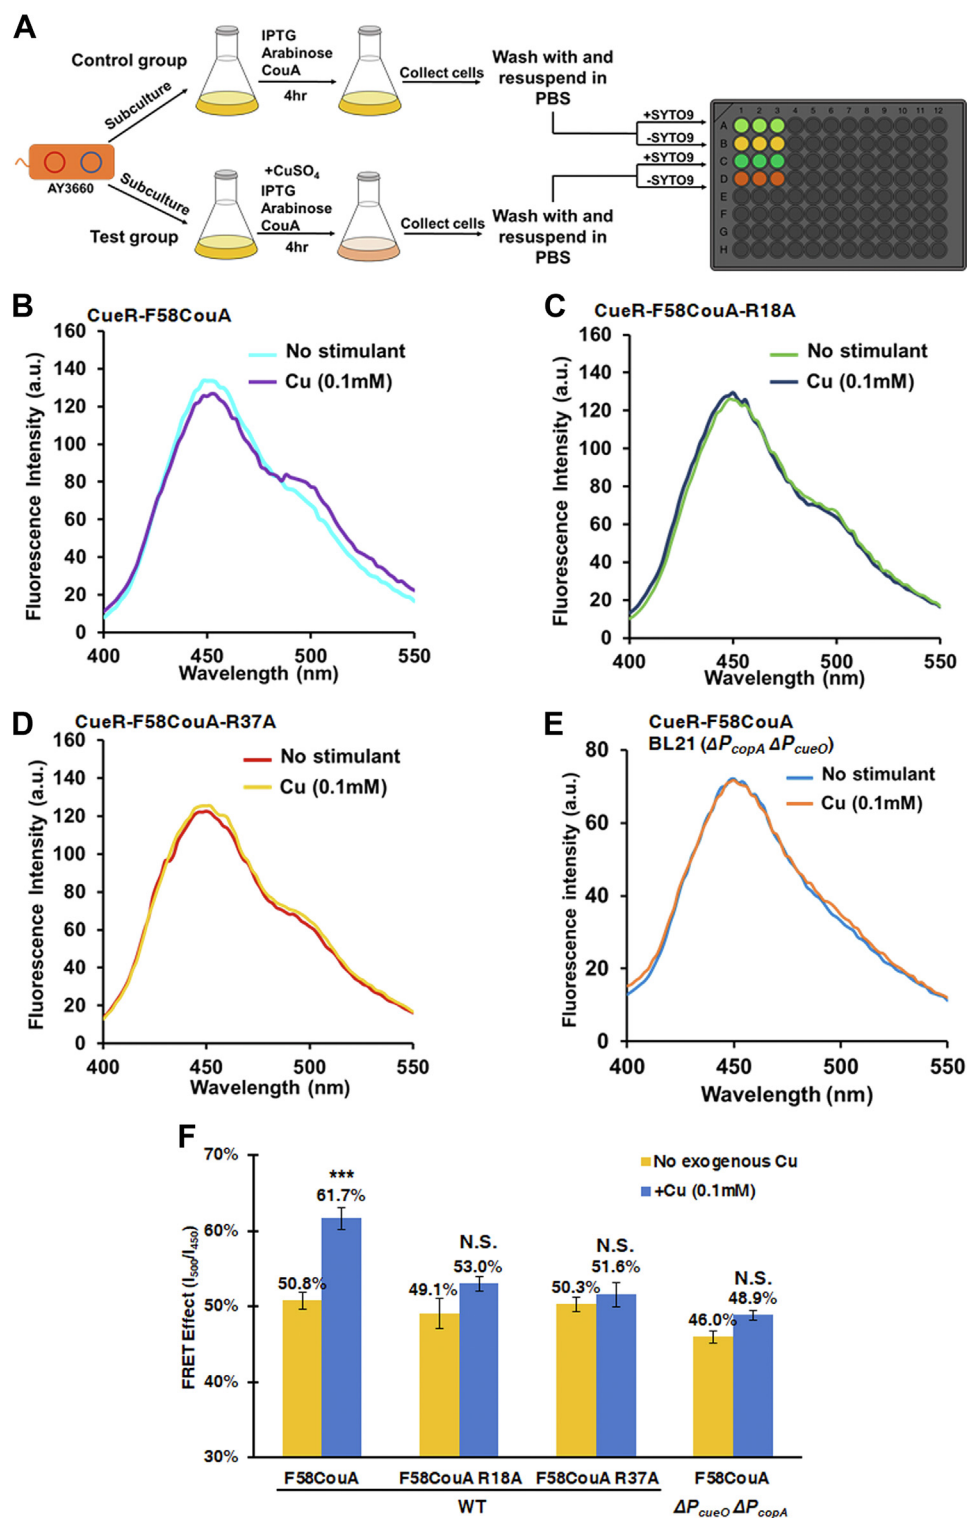 A
Control group
Subculture
IPTG
Arabinose
CouA
4hr
Collect cells
Wash with and
resuspend in
PBS
+SYTO9
-SYTO9
+SYTO9
-SYTO9
AY3660
Subculture
Test group
+CuSO4
IPTG
Arabinose
CouA
4hr
Collect cells
Wash with and
resuspend in
PBS
1 2 3 4 5 6 7 8 9 10 11 12
A
B
C
D
E
F
G
H
B
CueR-F58CouA
Fluorescence Intensity (a.u.)
160
140
120
100
80
60
40
20
0
No stimulant
Cu (0.1mM)
400 450 500 550
Wavelength (nm)
C
CueR-F58CouA-R18A
Fluorescence Intensity (a.u.)
160
140
120
100
80
60
40
20
0
No stimulant
Cu (0.1mM)
400 450 500 550
Wavelength (nm)
D
CueR-F58CouA-R37A
Fluorescence Intensity (a.u.)
160
140
120
100
80
60
40
20
0
No stimulant
Cu (0.1mM)
400 450 500 550
Wavelength (nm)
E
CueR-F58CouA
BL21 (ΔPcopA ΔPcueO)
Fluorescence intensity (a.u.)
80
60
40
20
0
No stimulant
Cu (0.1mM)
400 450 500 550
Wavelength (nm)
F
FRET Effect (I500/I450)
70%
60%
50%
40%
30%
No exogenous Cu
+Cu (0.1mM)
***
50.8% 61.7%
N.S.
49.1% 53.0%
N.S.
50.3% 51.6%
N.S.
46.0% 48.9%
F58CouA F58CouA R18A F58CouA R37A F58CouA
WT ΔPcueO ΔPcopA